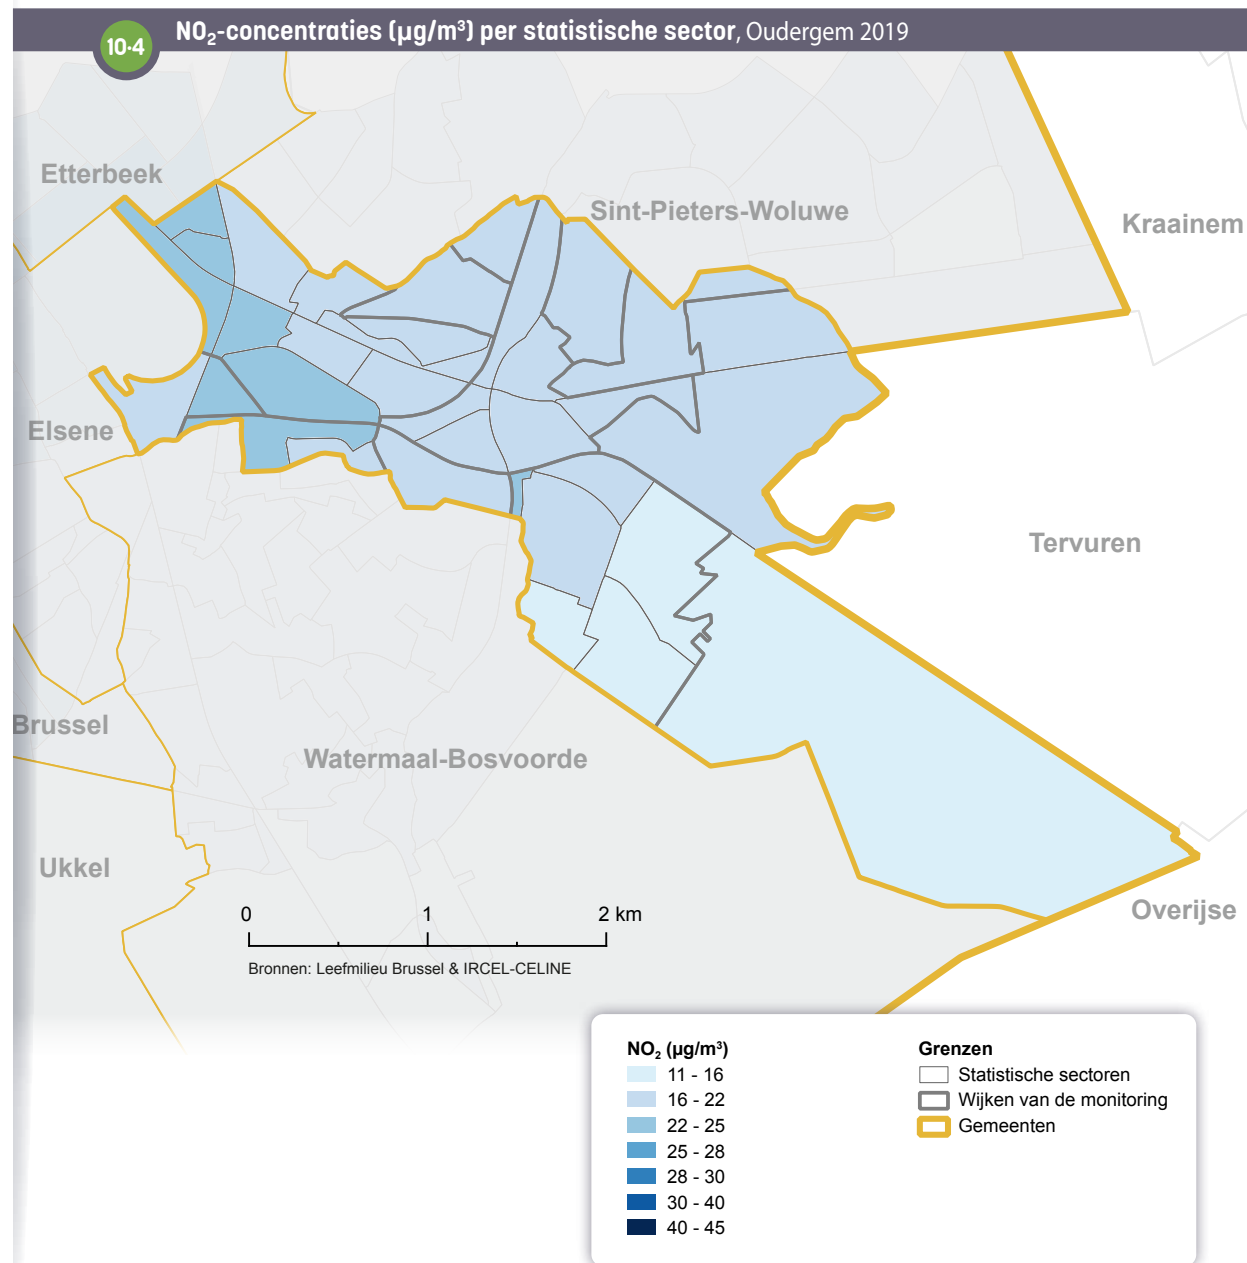 10·4
NO₂-concentraties (µg/m³) per statistische sector, Oudergem 2019
Etterbeek
Sint-Pieters-Woluwe
Kraainem
Elsene
Tervuren
Brussel
Watermaal-Bosvoorde
Ukkel
Overijse
0 1 2 km
Bronnen: Leefmilieu Brussel & IRCEL-CELINE
NO₂ (µg/m³)
11 - 16
16 - 22
22 - 25
25 - 28
28 - 30
30 - 40
40 - 45
Grenzen
Statistische sectoren
Wijken van de monitoring
Gemeenten